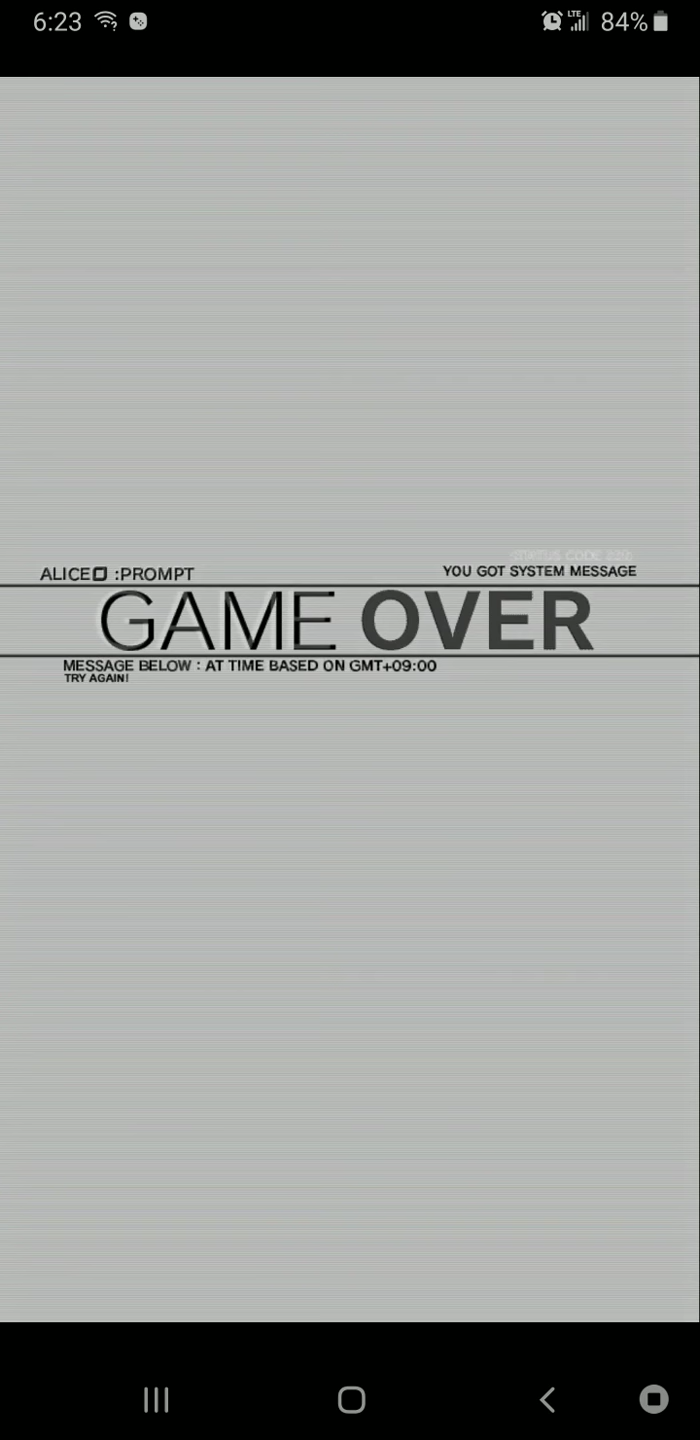 6:23
LTE 84%
YOU GOT SYSTEM MESSAGE
ALICE :PROMPT
GAME OVER
MESSAGE BELOW : AT TIME BASED ON GMT+09:00
TRY AGAIN!